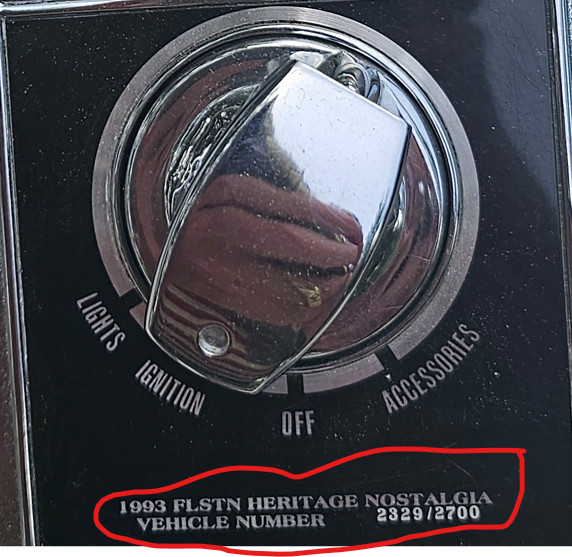 LIGHTS
IGNITION
OFF
ACCESSORIES
1993 FLSTN HERITAGE NOSTALGIA
VEHICLE NUMBER 2329/2700